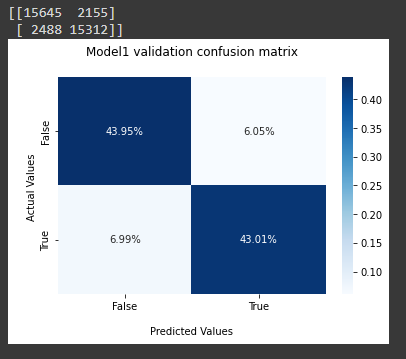 [[15645  2155]
 [ 2488 15312]]
Model1 validation confusion matrix
False
43.95%
6.05%
0.40
0.35
0.30
0.25
0.20
0.15
0.10
Actual Values
True
6.99%
43.01%
False
True
Predicted Values